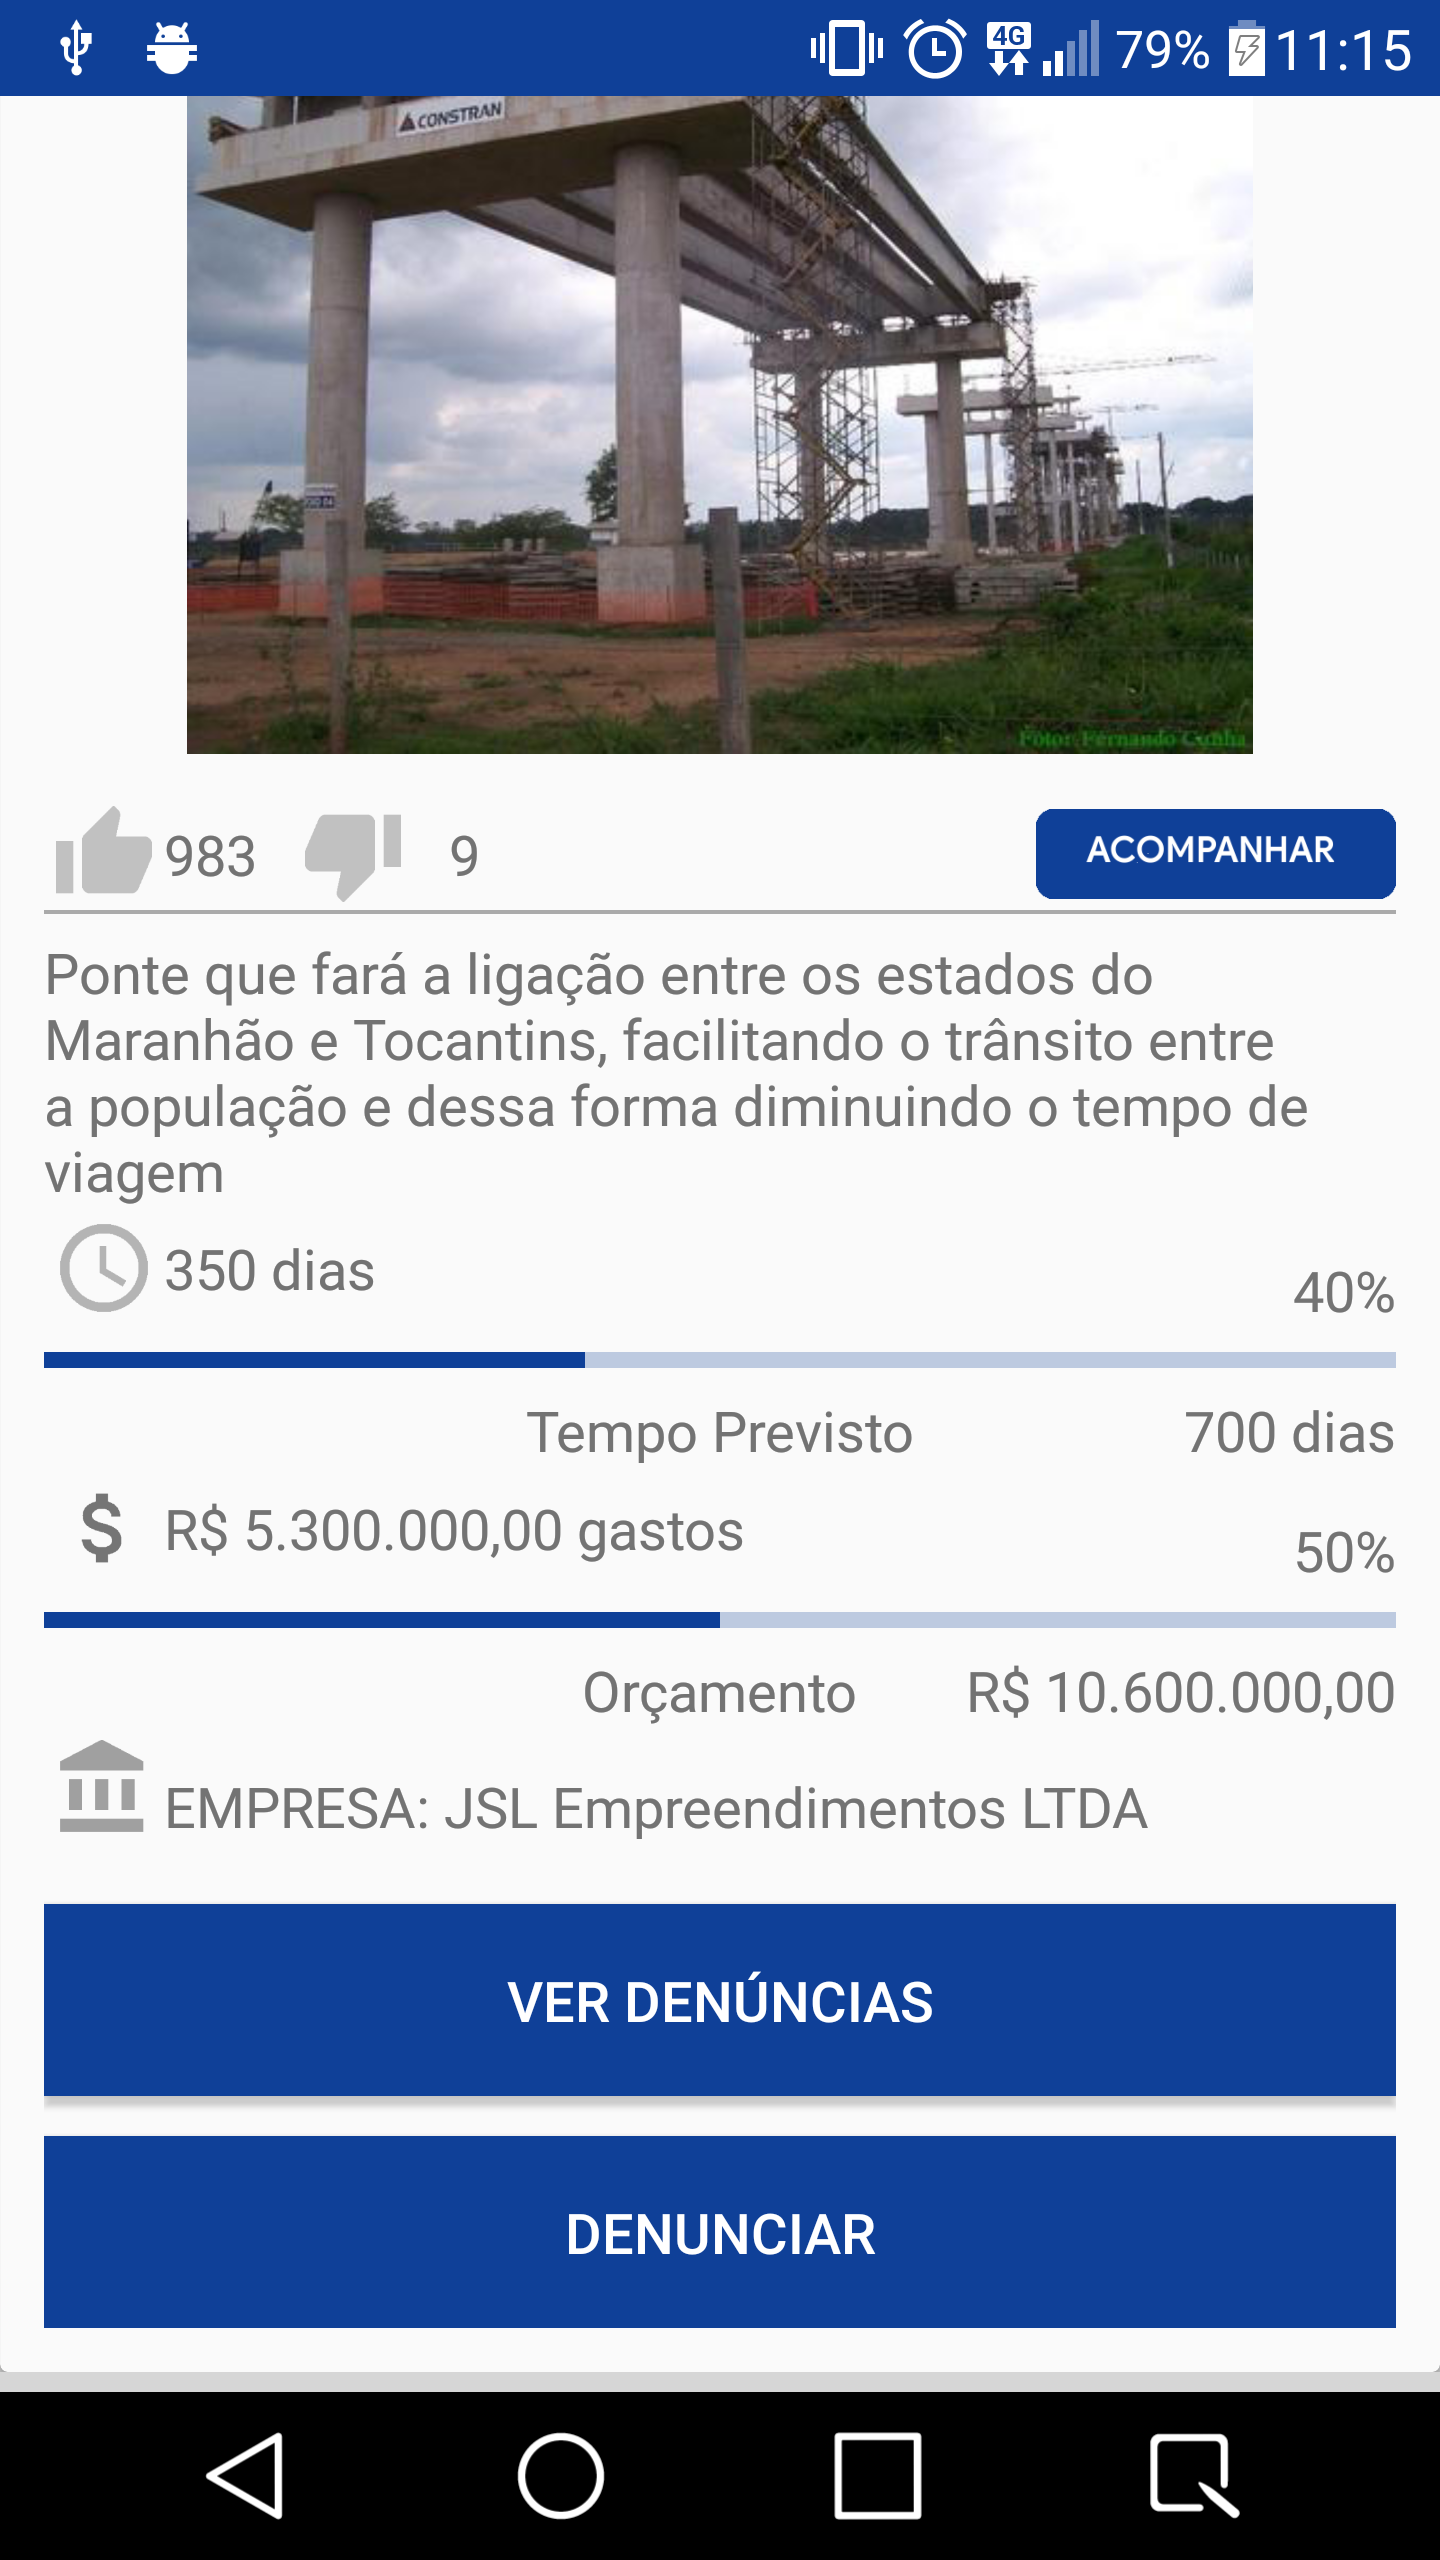 4G 79% 11:15
CONSTRAN
Foto: Fernando Cunha
983 9 ACOMPANHAR
Ponte que fará a ligação entre os estados do
Maranhão e Tocantins, facilitando o trânsito entre
a população e dessa forma diminuindo o tempo de
viagem
350 dias
40%
Tempo Previsto 700 dias
R$ 5.300.000,00 gastos
50%
Orçamento R$ 10.600.000,00
EMPRESA: JSL Empreendimentos LTDA
VER DENÚNCIAS
DENUNCIAR